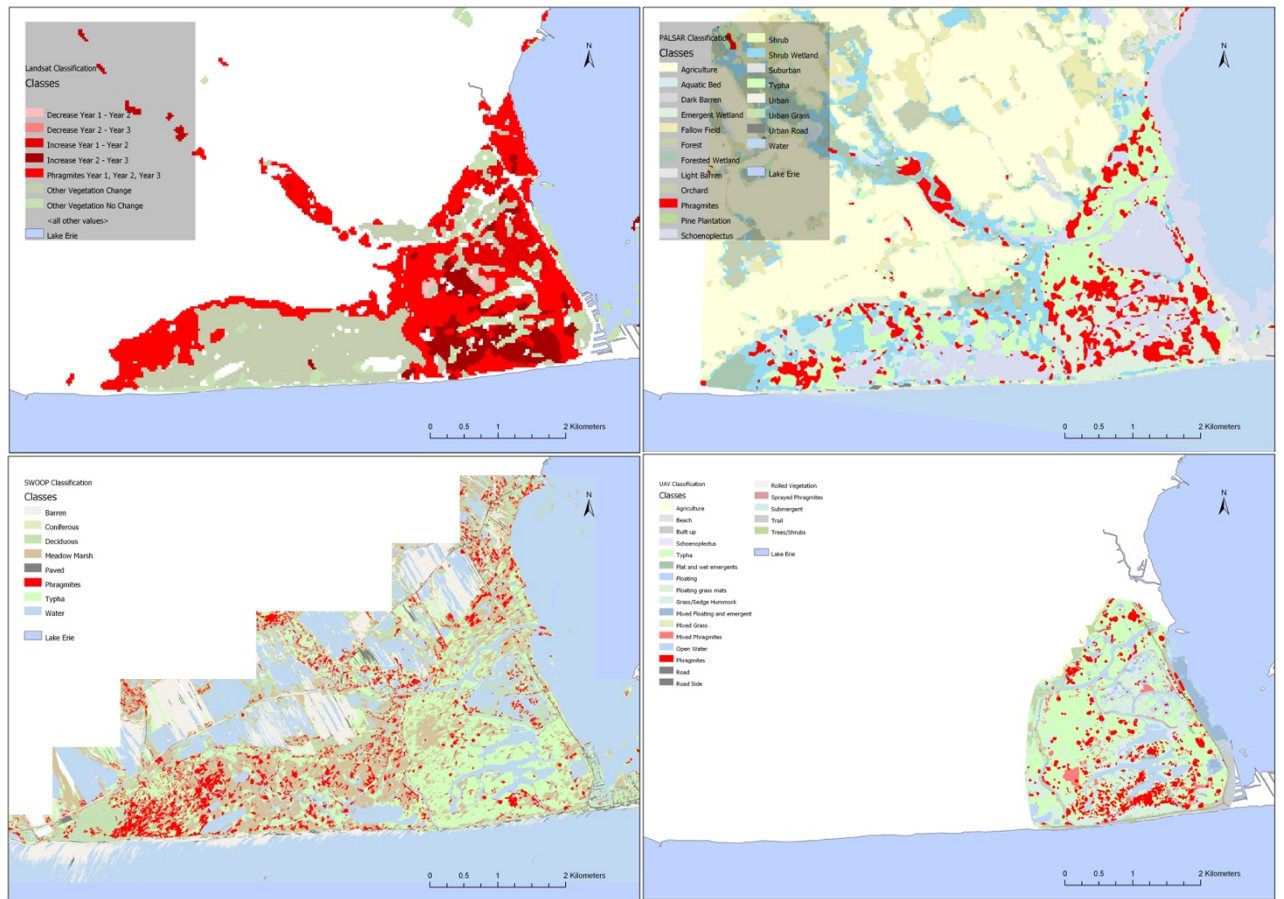 Landsat Classification
Classes
Decrease Year 1 - Year 2
Decrease Year 2 - Year 3
Increase Year 1 - Year 2
Increase Year 2 - Year 3
Phragmites Year 1, Year 2, Year 3
Other Vegetation Change
Other Vegetation No Change
<all other values>
Lake Erie
N
0 0.5 1 2 Kilometers
PALSAR Classification
Classes
Agriculture
Aquatic Bed
Dark Barren
Emergent Wetland
Fallow Field
Forest
Forested Wetland
Light Barren
Orchard
Phragmites
Pine Plantation
Schoenoplectus
Shrub
Shrub Wetland
Suburban
Typha
Urban
Urban Grass
Urban Road
Water
Lake Erie
N
0 0.5 1 2 Kilometers
SWOOP Classification
Classes
Barren
Coniferous
Deciduous
Meadow Marsh
Paved
Phragmites
Typha
Water
Lake Erie
N
0 0.5 1 2 Kilometers
UAV Classification
Classes
Agriculture
Beach
Built up
Schoenoplectus
Typha
Flat and wet emergents
Floating
Floating grass mats
Grass/Sedge Hummock
Mixed Floating and emergent
Mixed Grass
Mixed Phragmites
Open Water
Phragmites
Road
Road Side
Rolled Vegetation
Sprayed Phragmites
Submergent
Trail
Trees/Shrubs
Lake Erie
N
0 0.5 1 2 Kilometers